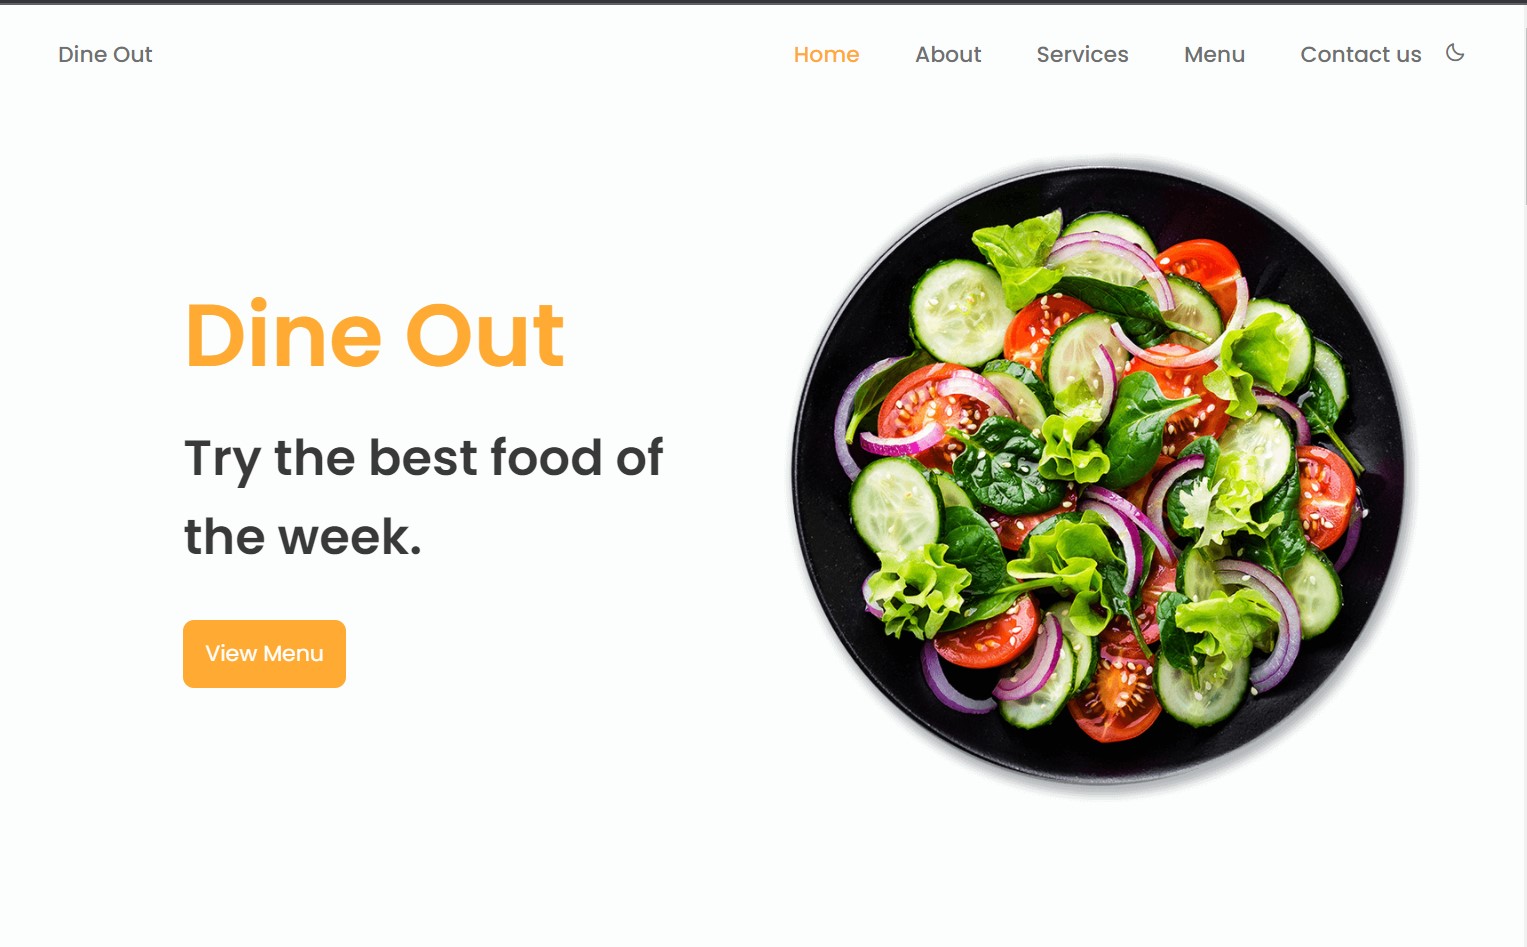 Dine Out
Home About Services Menu Contact us
Dine Out
Try the best food of
the week.
View Menu